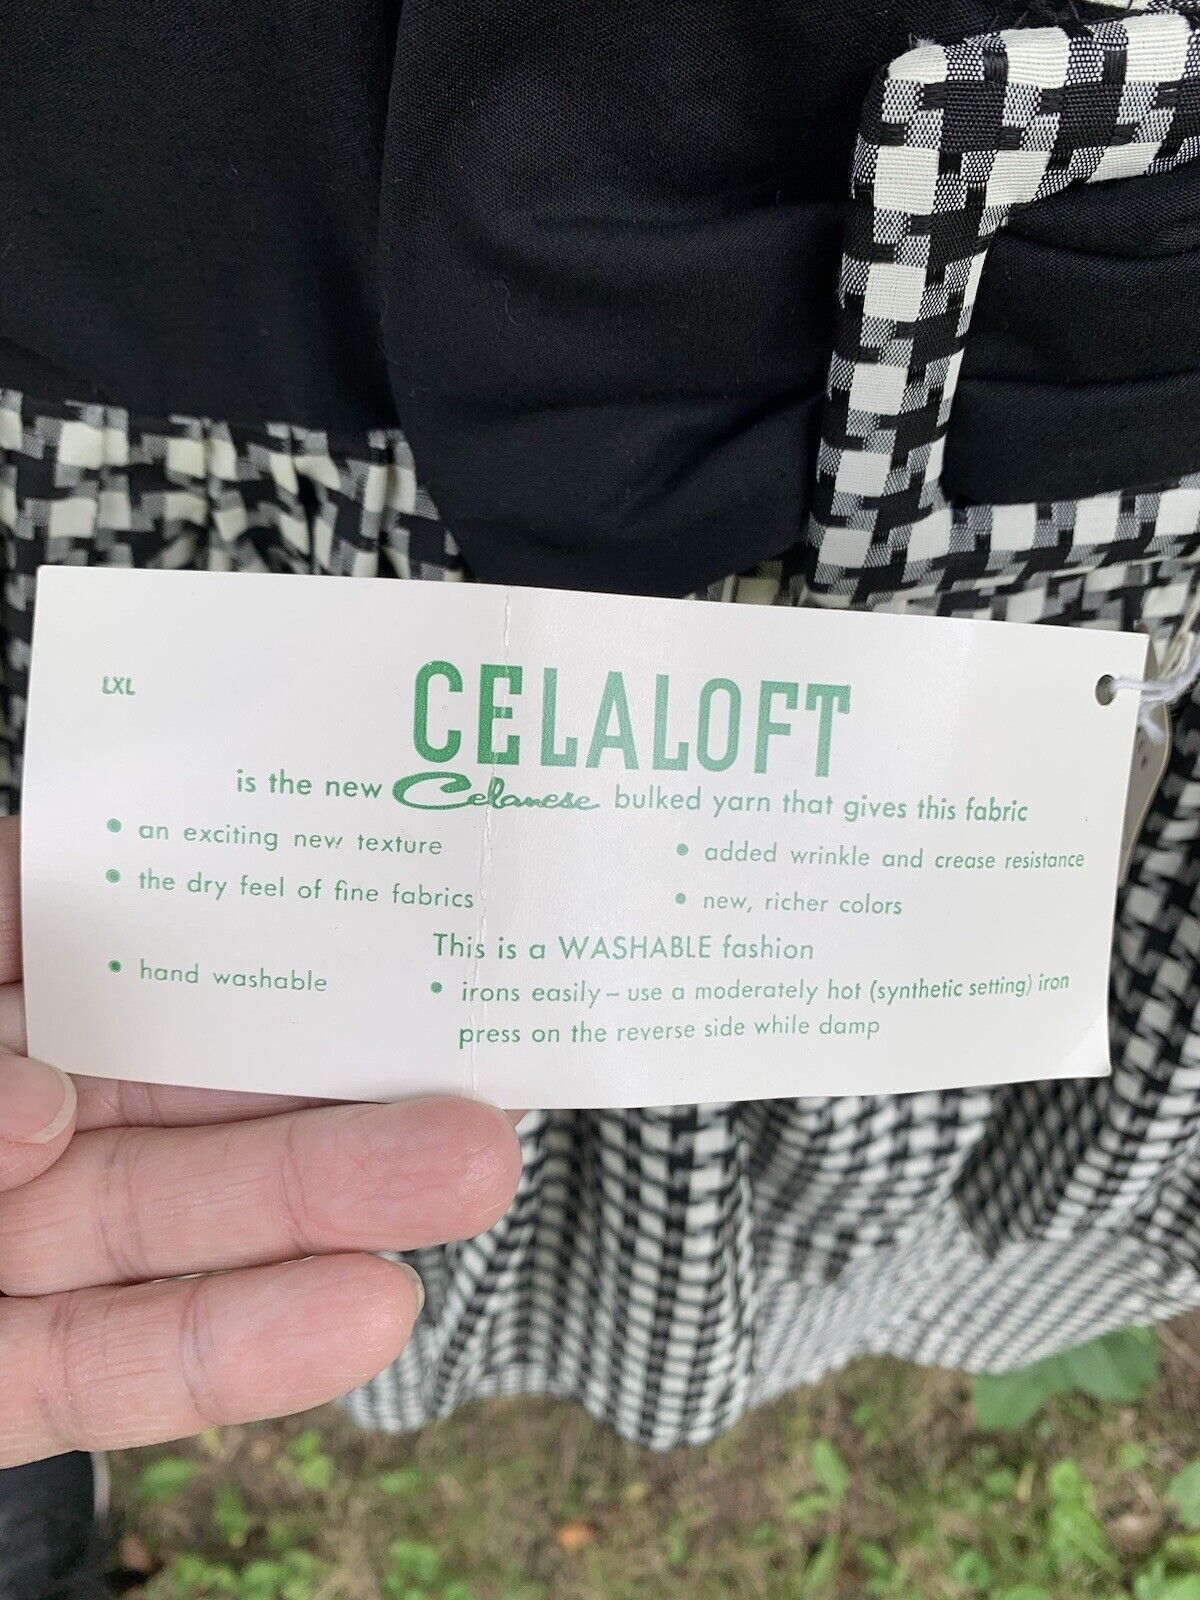 LXL
CELALOFT
is the new Celanese bulked yarn that gives this fabric
• an exciting new texture
• added wrinkle and crease resistance
• the dry feel of fine fabrics
• new, richer colors
This is a WASHABLE fashion
• hand washable
• irons easily – use a moderately hot (synthetic setting) iron
press on the reverse side while damp